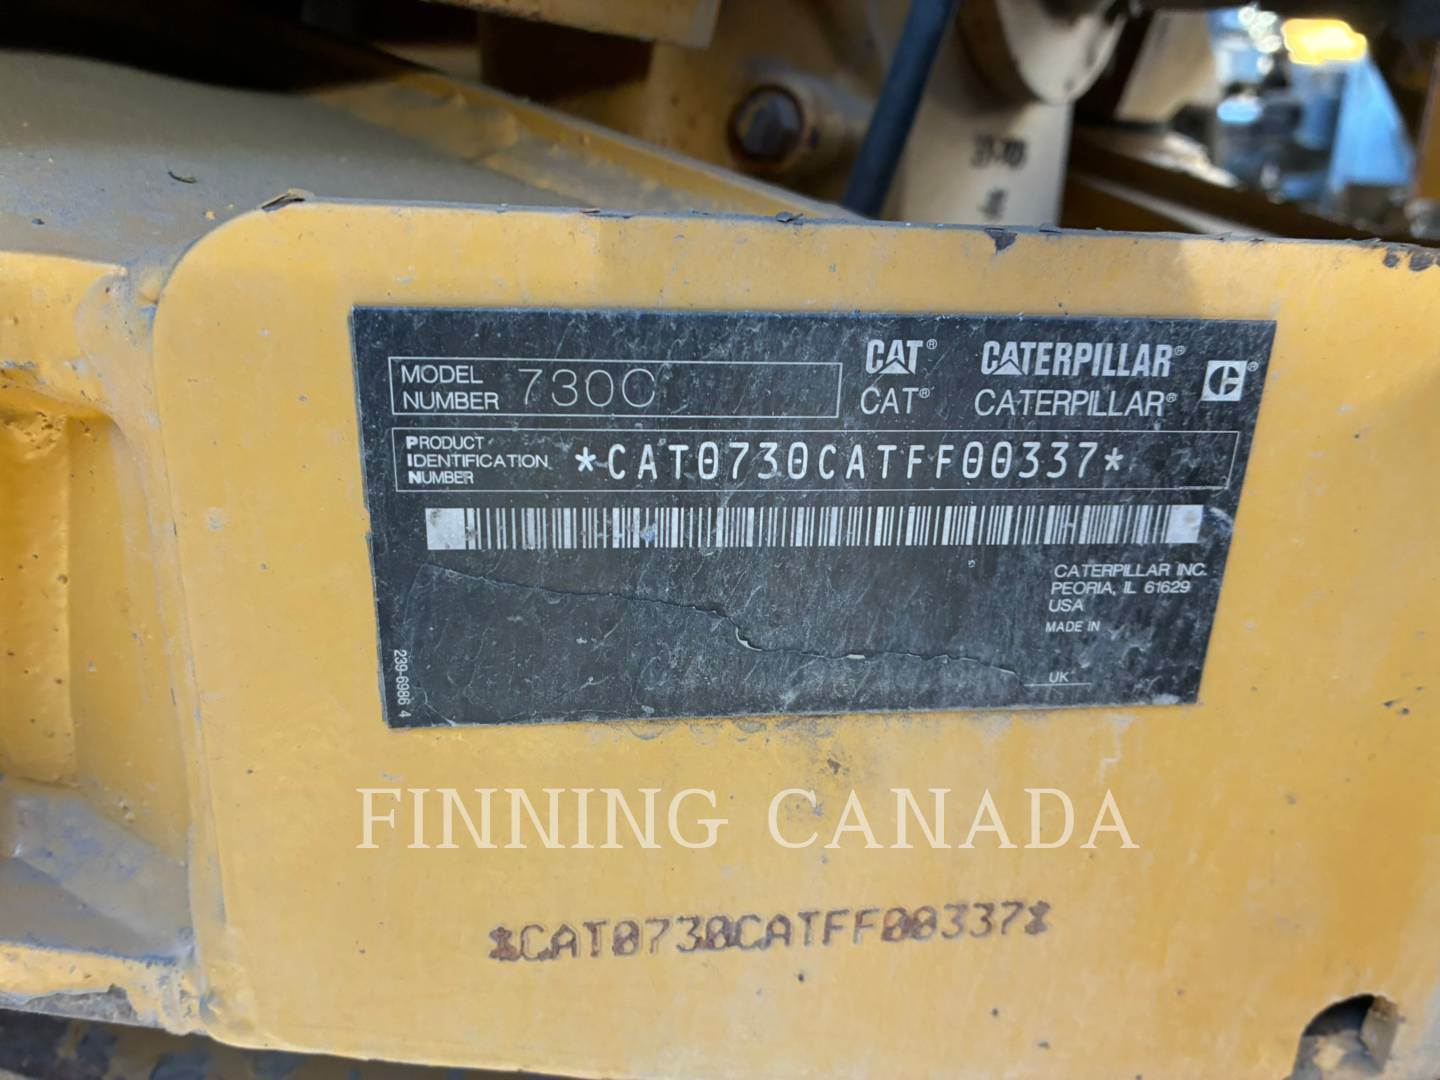 MODEL NUMBER 730C
CAT® CATERPILLAR®
CAT® CATERPILLAR®
PRODUCT IDENTIFICATION NUMBER *CAT0730CATFF00337*
CATERPILLAR INC.
PEORIA, IL 61629
USA
MADE IN
UK
239-6986 4
FINNING CANADA
*CAT0730CATFF00337*